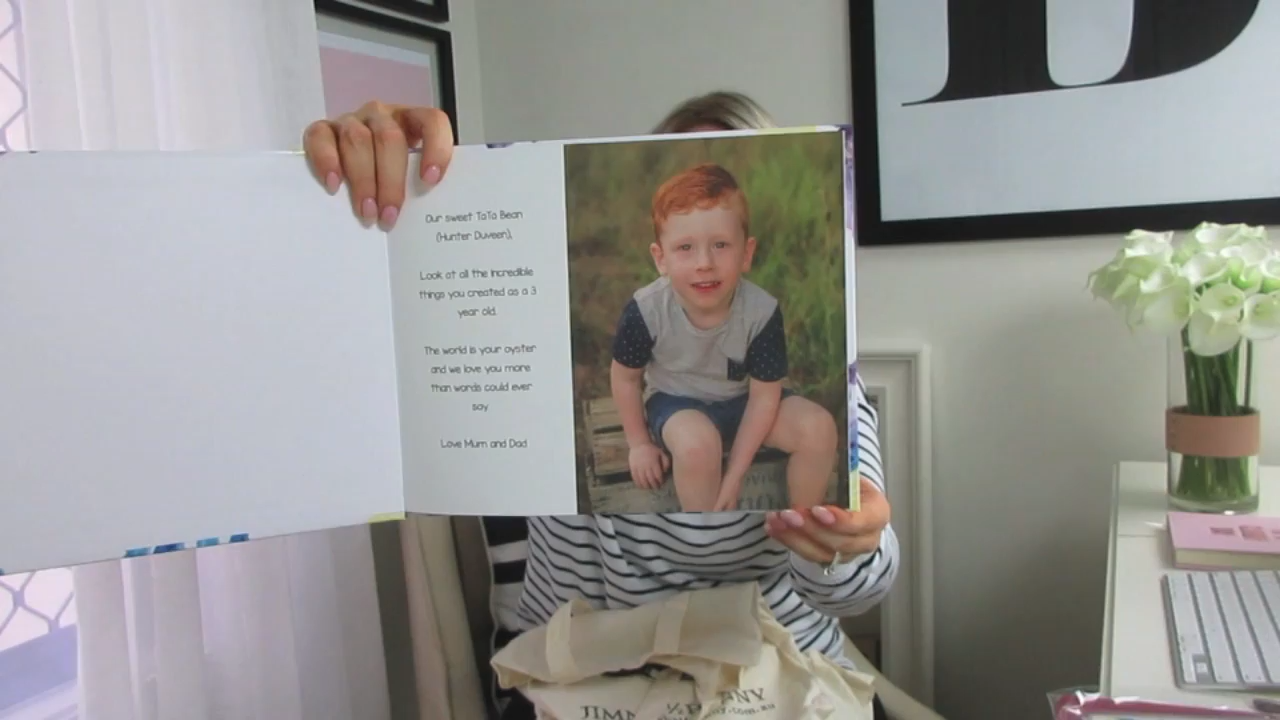 Our sweet TaTa Bean
(Hunter Duveen),
Look at all the incredible
things you created as a 3
year old.
The world is your oyster
and we love you more
than words could ever
say
Love Mum and Dad